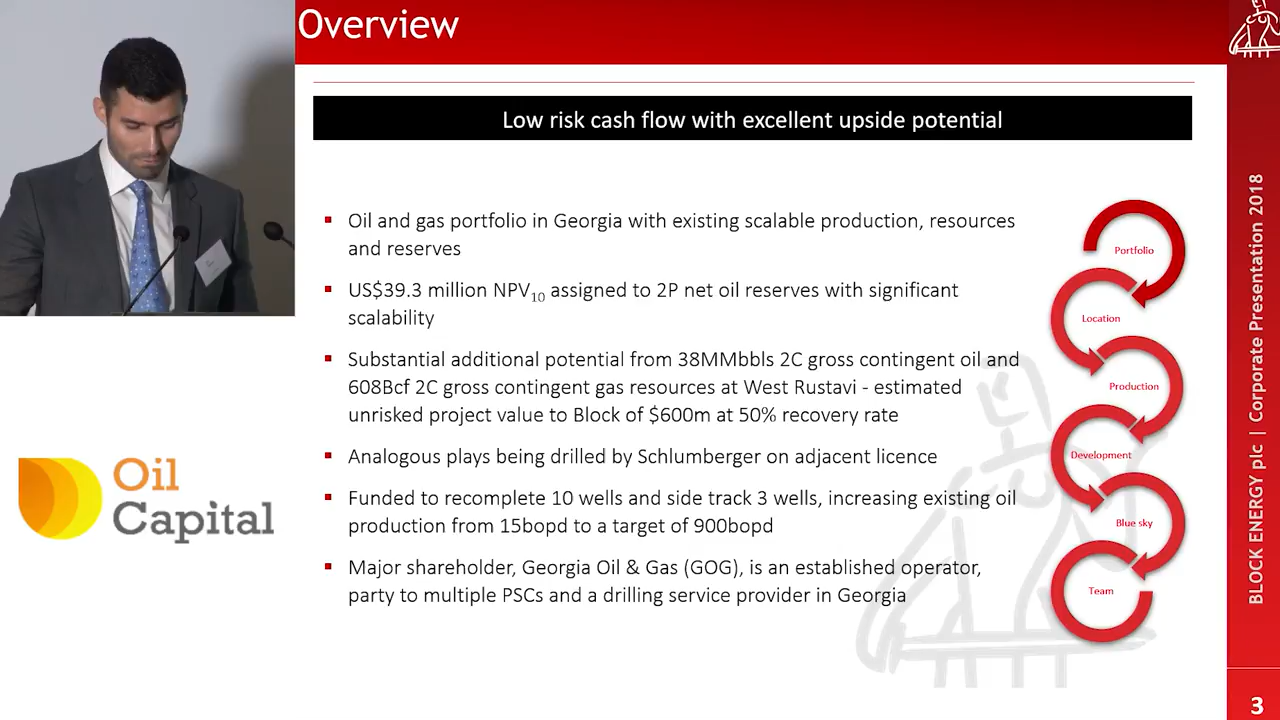 Overview
Low risk cash flow with excellent upside potential
Oil and gas portfolio in Georgia with existing scalable production, resources
and reserves
US$39.3 million NPV10 assigned to 2P net oil reserves with significant
scalability
Substantial additional potential from 38MMbbls 2C gross contingent oil and
608Bcf 2C gross contingent gas resources at West Rustavi - estimated
unrisked project value to Block of $600m at 50% recovery rate
Analogous plays being drilled by Schlumberger on adjacent licence
Funded to recomplete 10 wells and side track 3 wells, increasing existing oil
production from 15bopd to a target of 900bopd
Major shareholder, Georgia Oil & Gas (GOG), is an established operator,
party to multiple PSCs and a drilling service provider in Georgia
Portfolio
Location
Production
Development
Blue sky
Team
BLOCK ENERGY plc | Corporate Presentation 2018
3
Oil
Capital